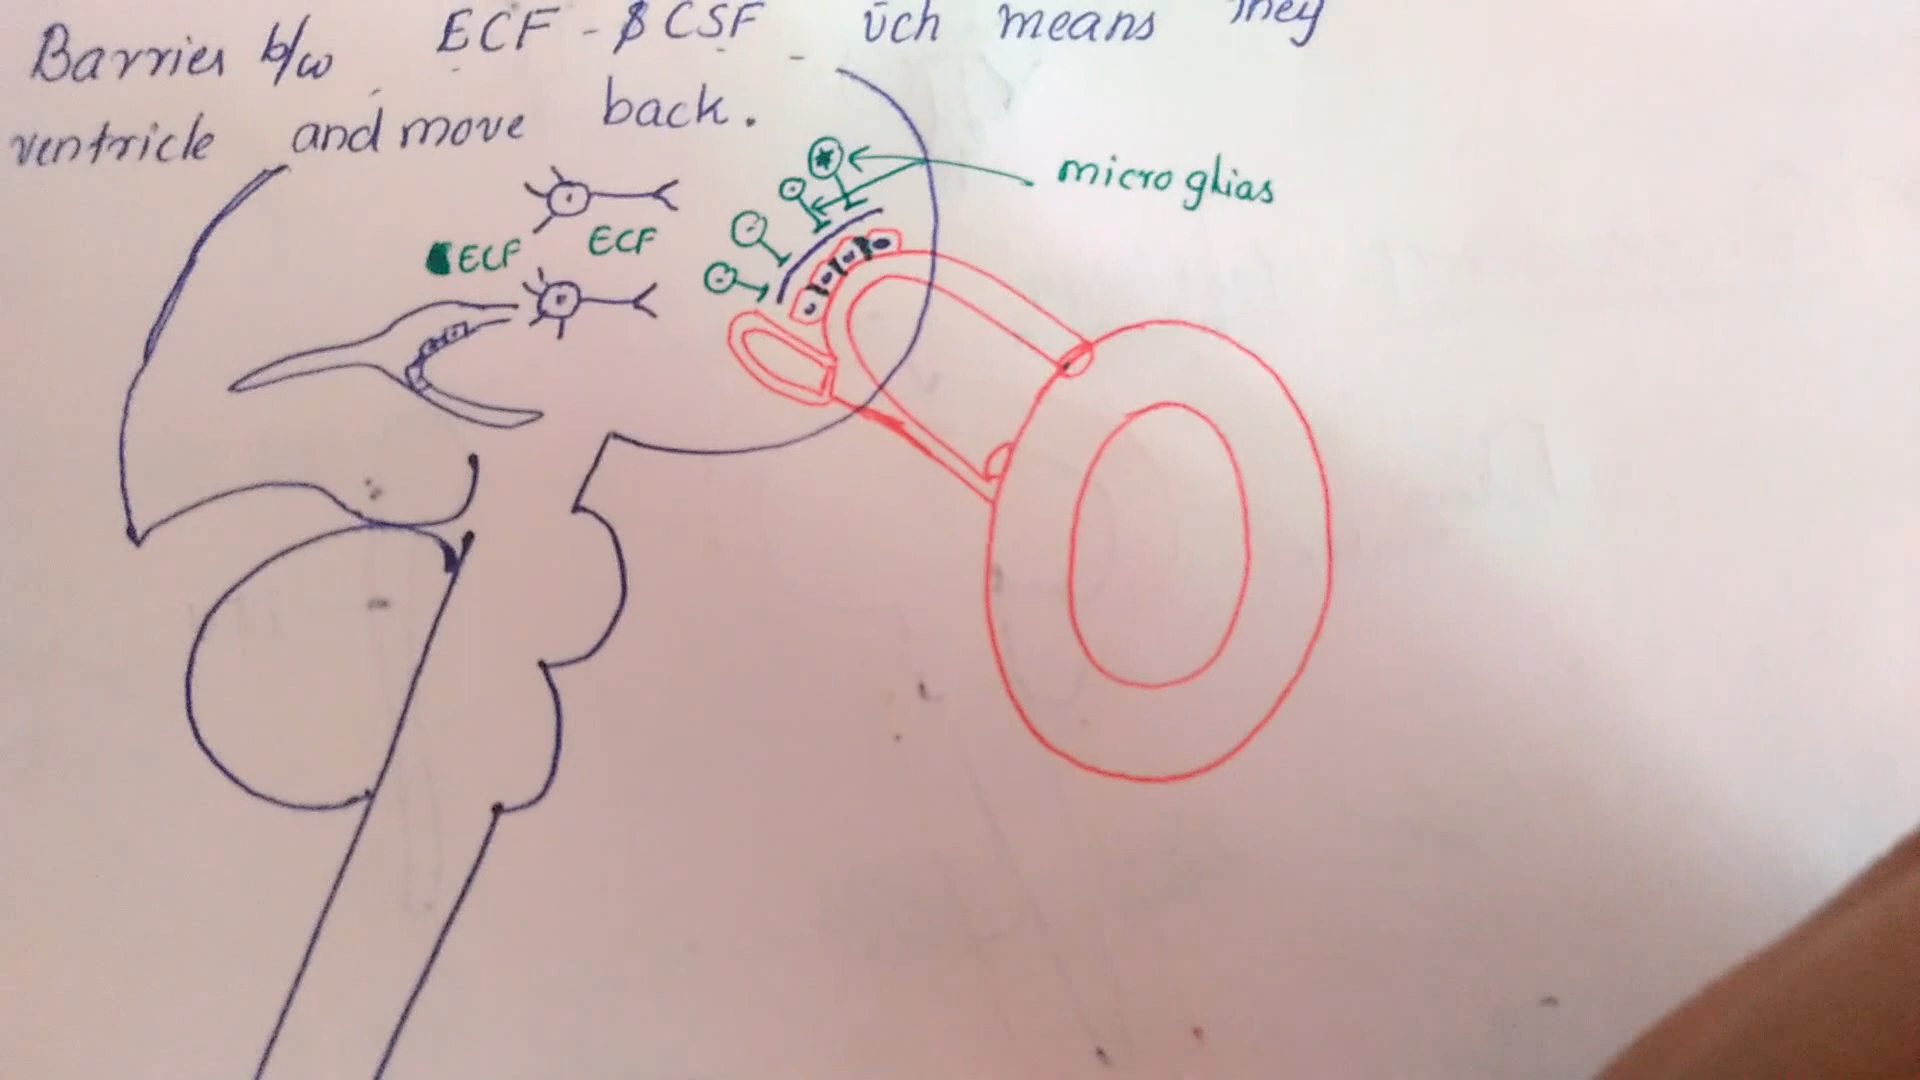 Barrier b/w ECF - & CSF ūch means They
ventricle and move back.
microglias
ECF ECF